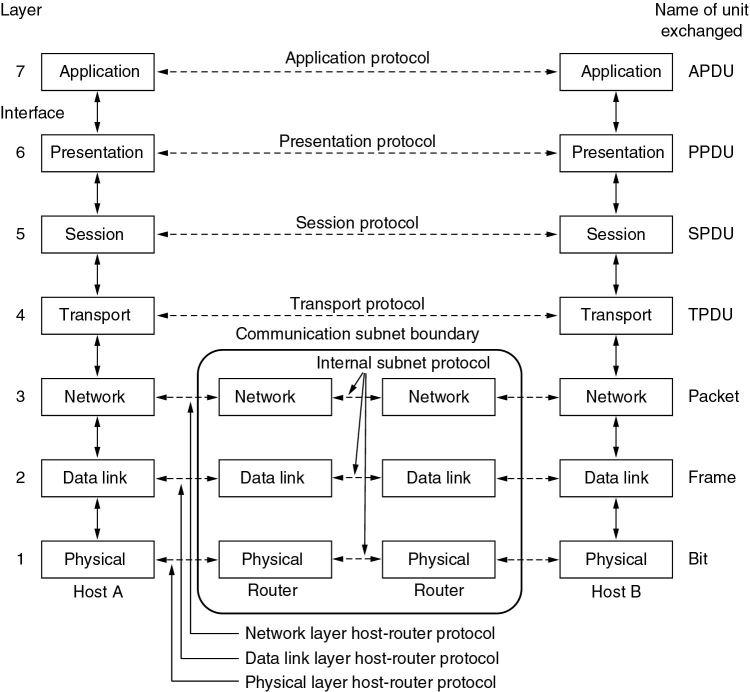 Layer
Name of unit
exchanged
Application protocol
7 Application Application APDU
Interface
Presentation protocol
6 Presentation Presentation PPDU
Session protocol
5 Session Session SPDU
Transport protocol
4 Transport Transport TPDU
Communication subnet boundary
Internal subnet protocol
3 Network Network Network Network Packet
2 Data link Data link Data link Data link Frame
1 Physical Physical Physical Physical Bit
Host A Router Router Host B
Network layer host-router protocol
Data link layer host-router protocol
Physical layer host-router protocol